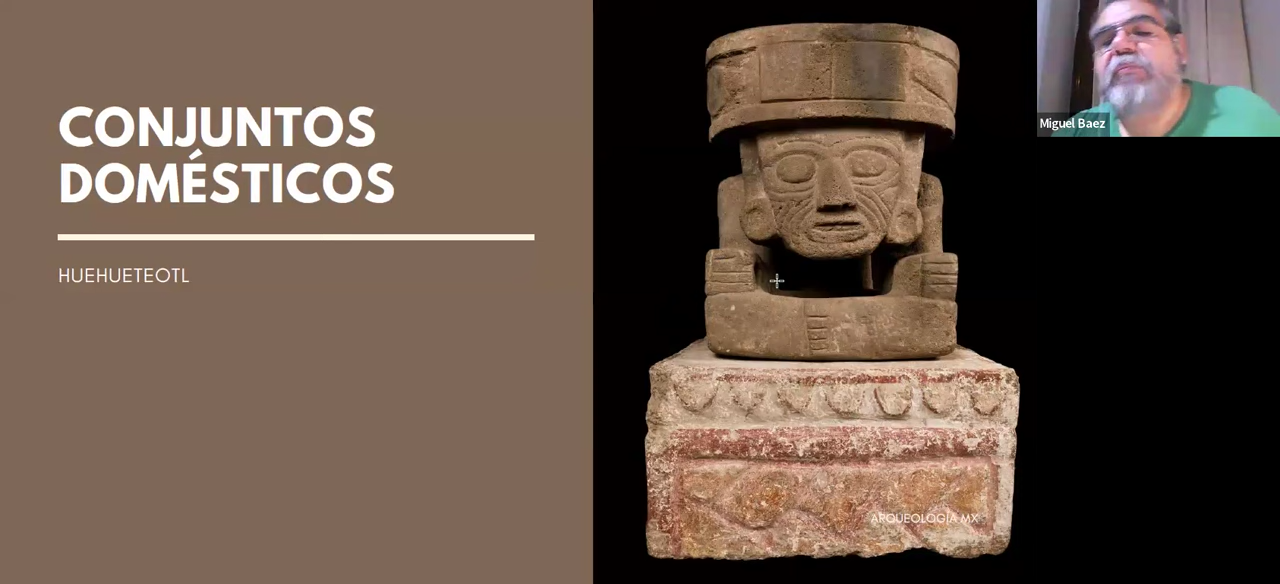 CONJUNTOS
DOMÉSTICOS
HUEHUETEOTL
ARQUEOLOGÍA MX
Miguel Baez